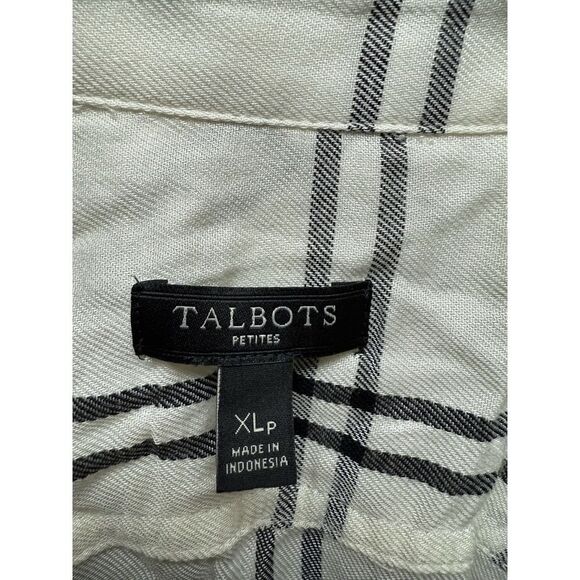 TALBOTS
PETITES
XLP
MADE IN
INDONESIA